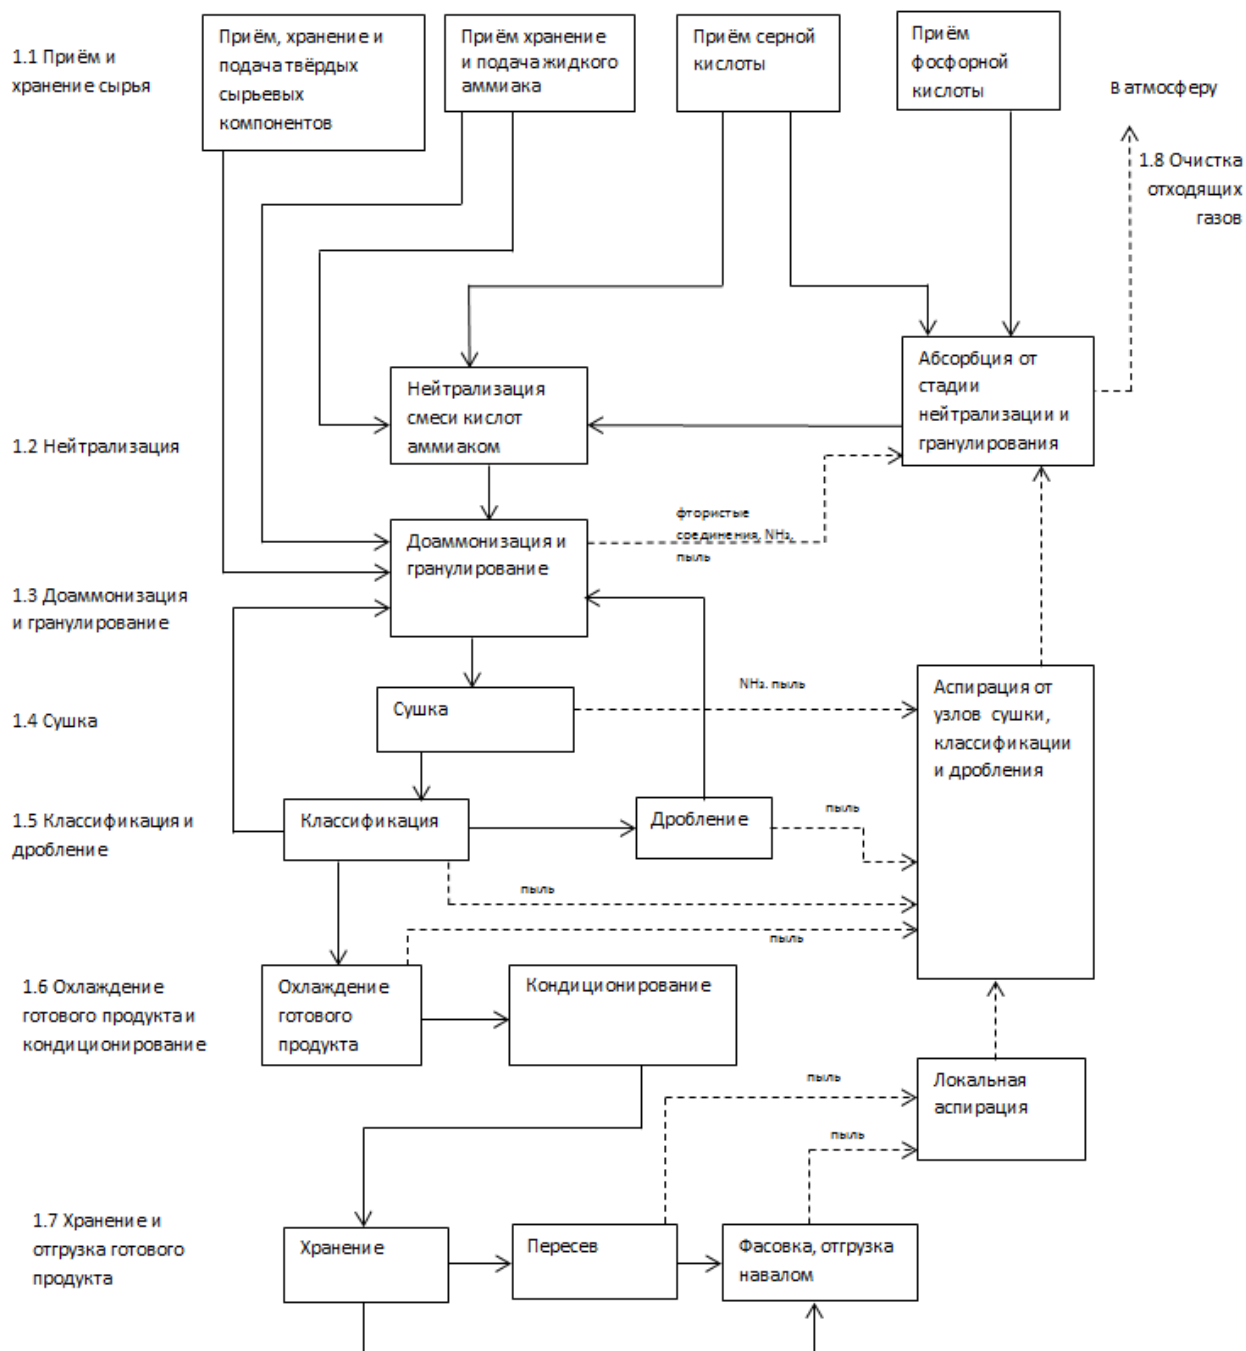 1.1 Приём и
хранение сырья
Приём, хранение и
подача твёрдых
сырьевых
компонентов
Приём хранение
и подача жидкого
аммиака
Приём серной
кислоты
Приём
фосфорной
кислоты
В атмосферу
1.8 Очистка
отходящих
газов
Абсорбция от
стадии
нейтрализации и
гранулирования
Нейтрализация
смеси кислот
аммиаком
1.2 Нейтрализация
фтористые
соединения, NH₃,
пыль
Доаммонизация и
гранулирование
1.3 Доаммонизация
и гранулирование
NH₃. пыль
Аспирация от
узлов сушки,
классификации
и дробления
1.4 Сушка
Сушка
1.5 Классификация и
дробление
Классификация
Дробление
пыль
пыль
пыль
1.6 Охлаждение
готового продукта и
кондиционирование
Охлаждение
готового
продукта
Кондиционирование
пыль
Локальная
аспирация
пыль
1.7 Хранение и
отгрузка готового
продукта
Хранение
Пересев
Фасовка, отгрузка
навалом